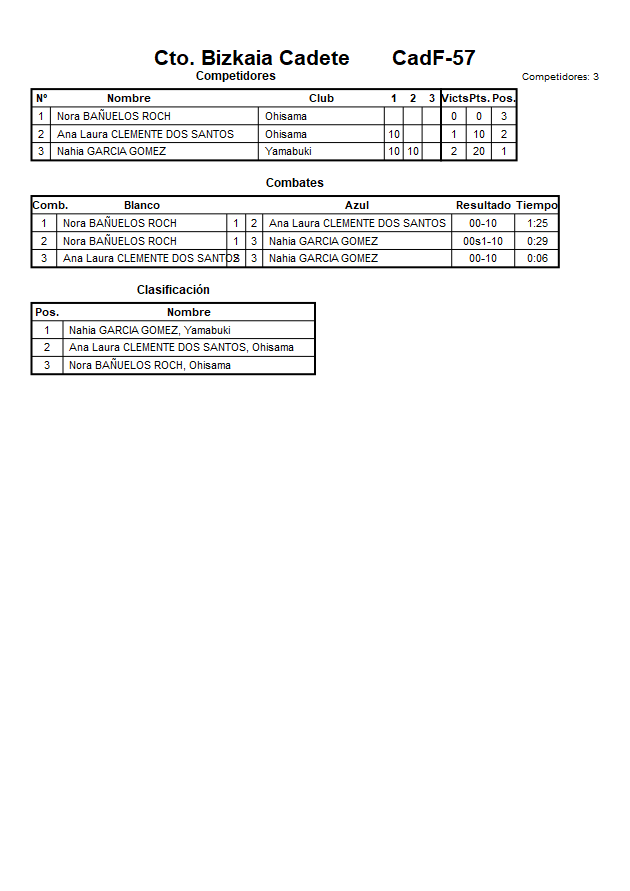 Cto. Bizkaia Cadete CadF-57
Competidores
Competidores: 3
Nº Nombre Club 1 2 3 Victs Pts. Pos.
1 Nora BAÑUELOS ROCH Ohisama 0 0 3
2 Ana Laura CLEMENTE DOS SANTOS Ohisama 10 1 10 2
3 Nahia GARCIA GOMEZ Yamabuki 10 10 2 20 1
Combates
Comb. Blanco Azul Resultado Tiempo
1 Nora BAÑUELOS ROCH 1 2 Ana Laura CLEMENTE DOS SANTOS 00-10 1:25
2 Nora BAÑUELOS ROCH 1 3 Nahia GARCIA GOMEZ 00s1-10 0:29
3 Ana Laura CLEMENTE DOS SANTOS 2 3 Nahia GARCIA GOMEZ 00-10 0:06
Clasificación
Pos. Nombre
1 Nahia GARCIA GOMEZ, Yamabuki
2 Ana Laura CLEMENTE DOS SANTOS, Ohisama
3 Nora BAÑUELOS ROCH, Ohisama